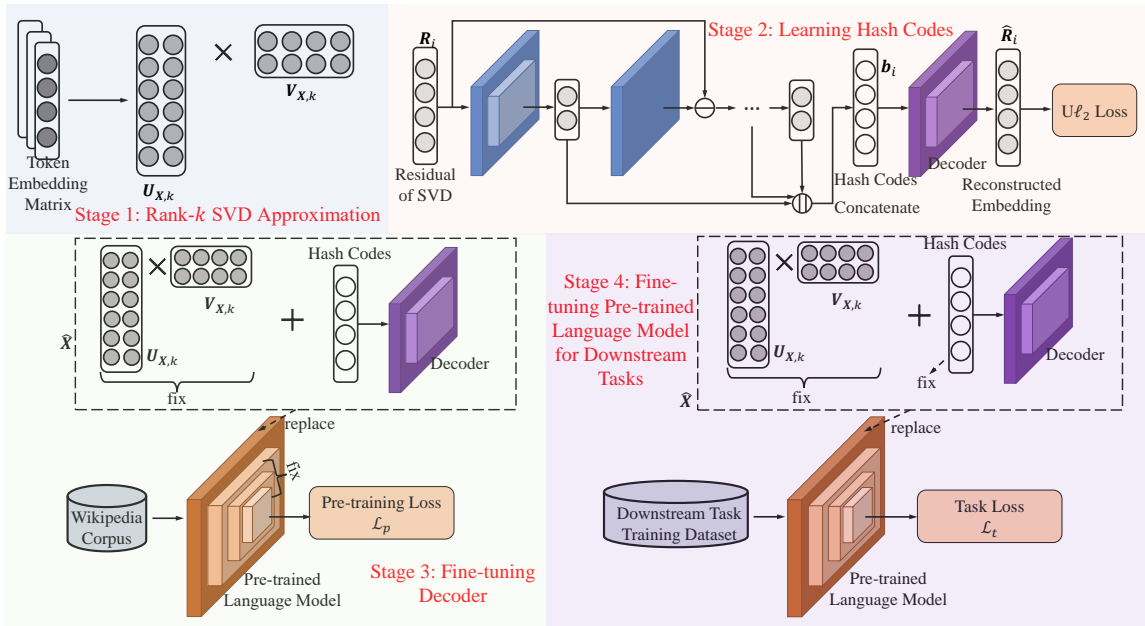 Token
Embedding
Matrix
U_{X,k}
×
V_{X,k}
Stage 1: Rank-k SVD Approximation
Stage 2: Learning Hash Codes
R_i
Residual
of SVD
...
b_i
Hash Codes
Concatenate
Decoder
R̂_i
Reconstructed
Embedding
Uℓ₂ Loss
X̂
U_{X,k}
×
V_{X,k}
fix
+
Hash Codes
Decoder
replace
fix
Wikipedia
Corpus
Pre-trained
Language Model
Pre-training Loss
ℒ_p
Stage 3: Fine-tuning
Decoder
Stage 4: Fine-
tuning Pre-trained
Language Model
for Downstream
Tasks
X̂
U_{X,k}
×
V_{X,k}
fix
+
Hash Codes
fix
Decoder
replace
Downstream Task
Training Dataset
Pre-trained
Language Model
Task Loss
ℒ_t